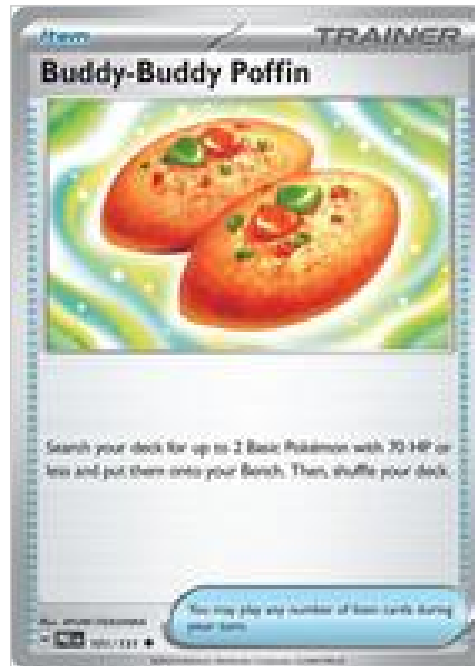 Item
TRAINER
Buddy-Buddy Poffin
Search your deck for up to 2 Basic Pokémon with 70 HP or
less and put them onto your Bench. Then, shuffle your deck.
You may play any number of Item cards during
your turn.